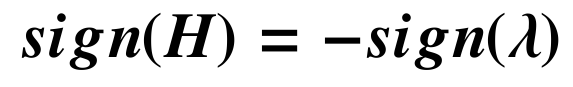 sign(H) = −sign(λ)